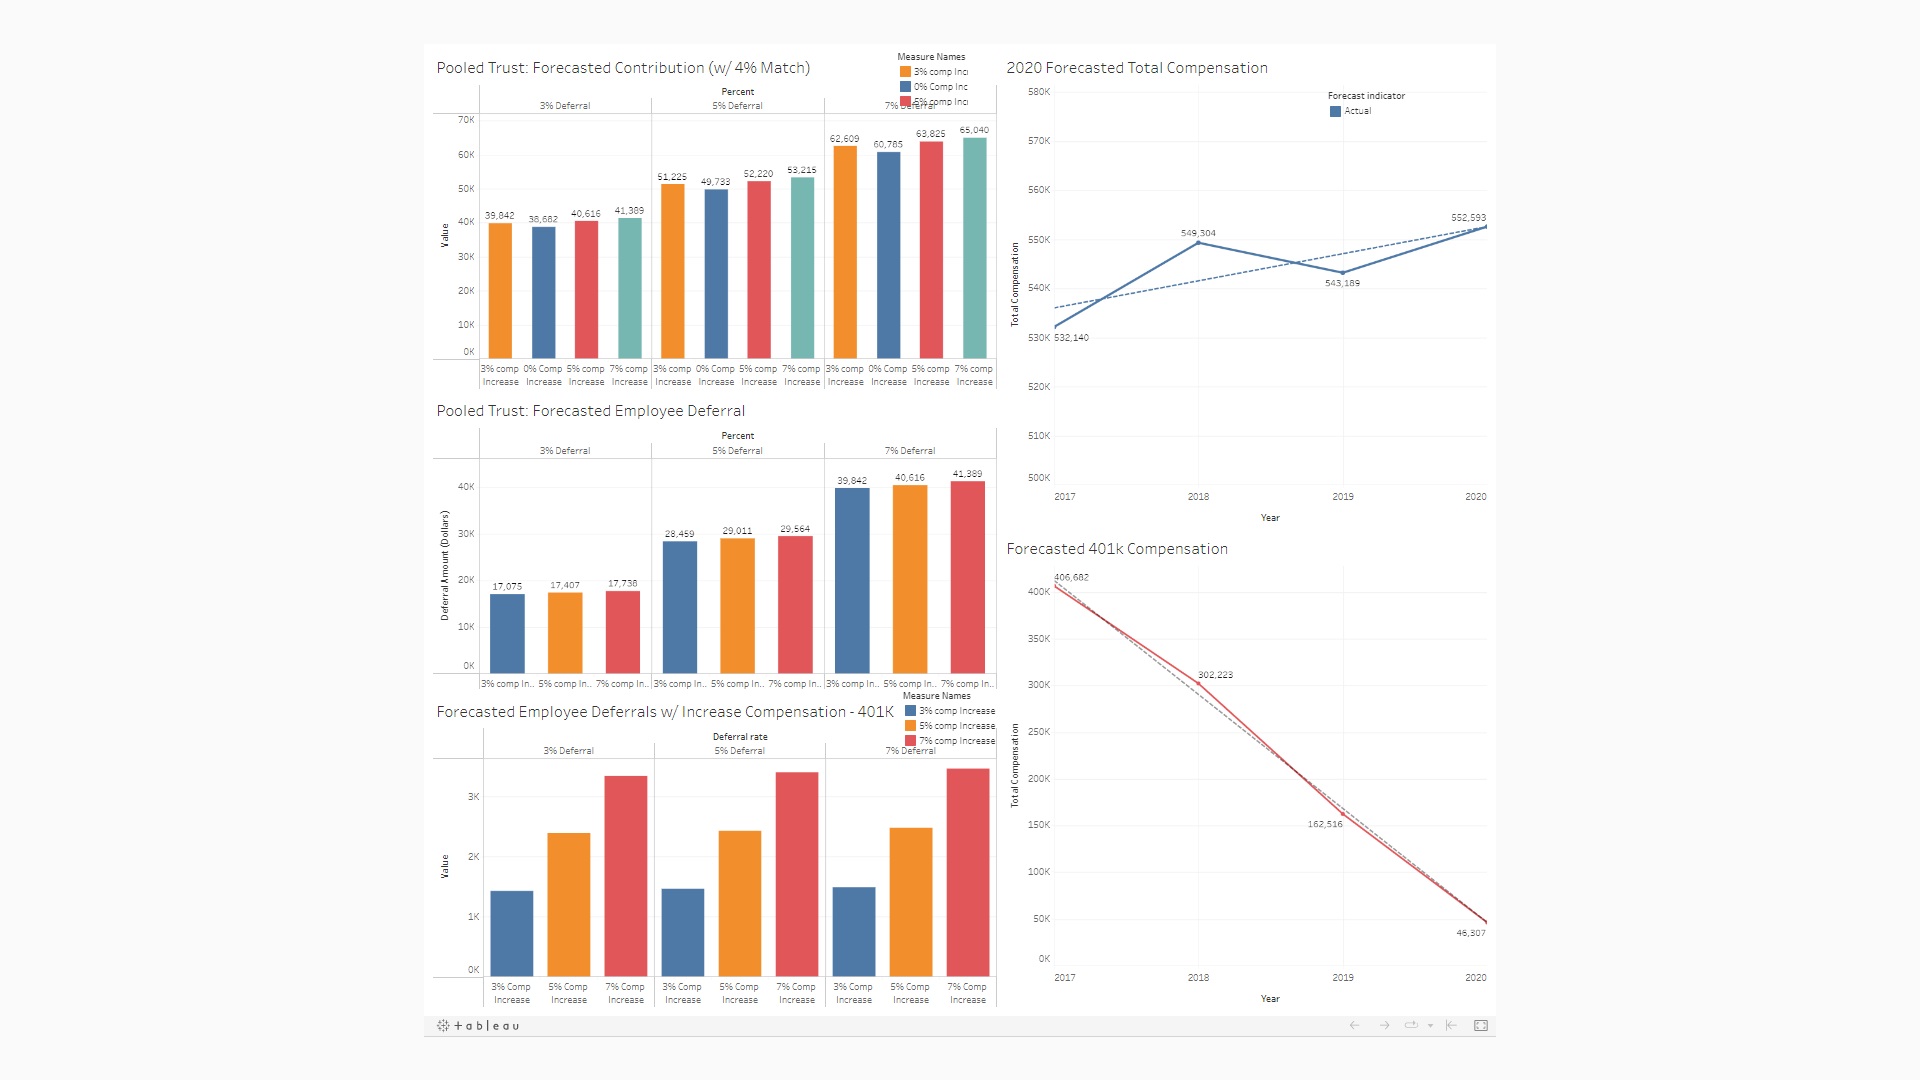 Pooled Trust: Forecasted Contribution (w/ 4% Match)
Measure Names
3% comp Inci
0% Comp Inc
5% comp Inci
Percent
3% Deferral 5% Deferral 7% Deferral
Value
70K
60K
50K
40K
30K
20K
10K
0K
39,842 38,682 40,616 41,389 51,225 49,733 52,220 53,215 62,609 60,785 63,825 65,040
3% comp Increase 0% Comp Increase 5% comp Increase 7% comp Increase 3% comp Increase 0% Comp Increase 5% comp Increase 7% comp Increase 3% comp Increase 0% Comp Increase 5% comp Increase 7% comp Increase
Pooled Trust: Forecasted Employee Deferral
Percent
3% Deferral 5% Deferral 7% Deferral
Deferral Amount (Dollars)
40K
30K
20K
10K
0K
17,075 17,407 17,738 28,459 29,011 29,564 39,842 40,616 41,389
3% comp In.. 5% comp In.. 7% comp In.. 3% comp In.. 5% comp In.. 7% comp In.. 3% comp In.. 5% comp In.. 7% comp In..
Measure Names
3% comp Increase
5% comp Increase
7% comp Increase
Forecasted Employee Deferrals w/ Increase Compensation - 401K
Deferral rate
3% Deferral 5% Deferral 7% Deferral
Value
3K
2K
1K
0K
3% Comp Increase 5% Comp Increase 7% Comp Increase 3% Comp Increase 5% Comp Increase 7% Comp Increase 3% Comp Increase 5% Comp Increase 7% Comp Increase
2020 Forecasted Total Compensation
Forecast indicator
Actual
Total Compensation
580K
570K
560K
550K
540K
530K
520K
510K
500K
532,140
549,304
543,189
552,593
2017 2018 2019 2020
Year
Forecasted 401k Compensation
Total Compensation
400K
350K
300K
250K
200K
150K
100K
50K
0K
406,682
302,223
162,516
46,307
2017 2018 2019 2020
Year
+ableau